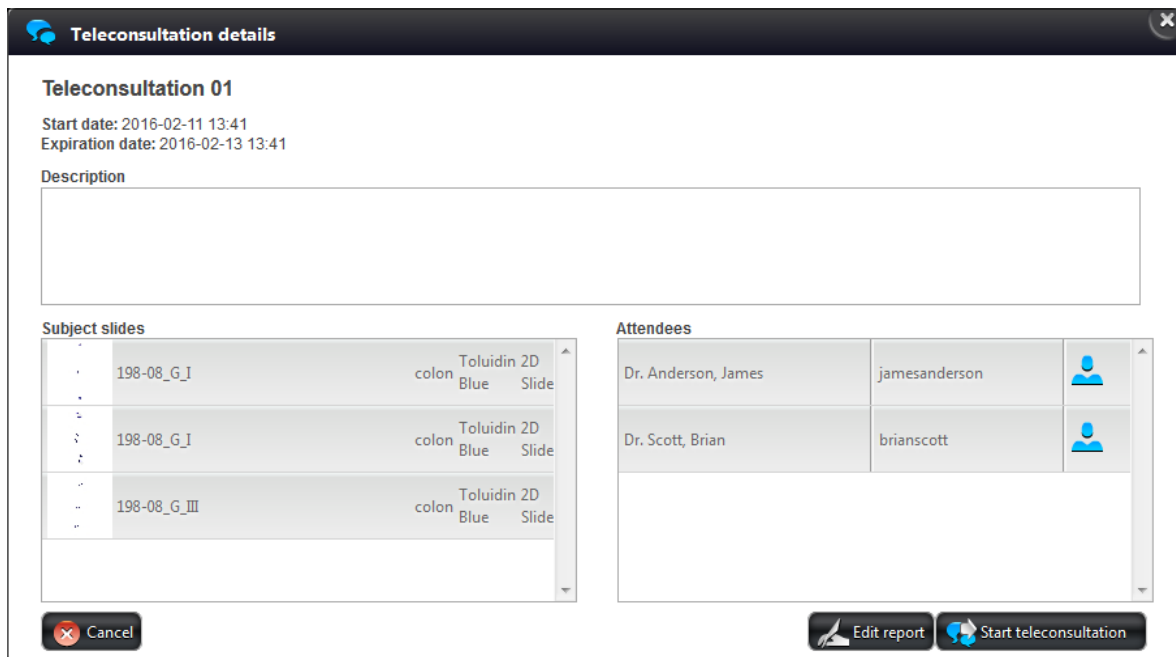 Teleconsultation details
Teleconsultation 01
Start date: 2016-02-11 13:41
Expiration date: 2016-02-13 13:41
Description
Subject slides
198-08_G_I colon Toluidin Blue 2D Slide
198-08_G_I colon Toluidin Blue 2D Slide
198-08_G_III colon Toluidin Blue 2D Slide
Attendees
Dr. Anderson, James jamesanderson
Dr. Scott, Brian brianscott
Cancel
Edit report
Start teleconsultation